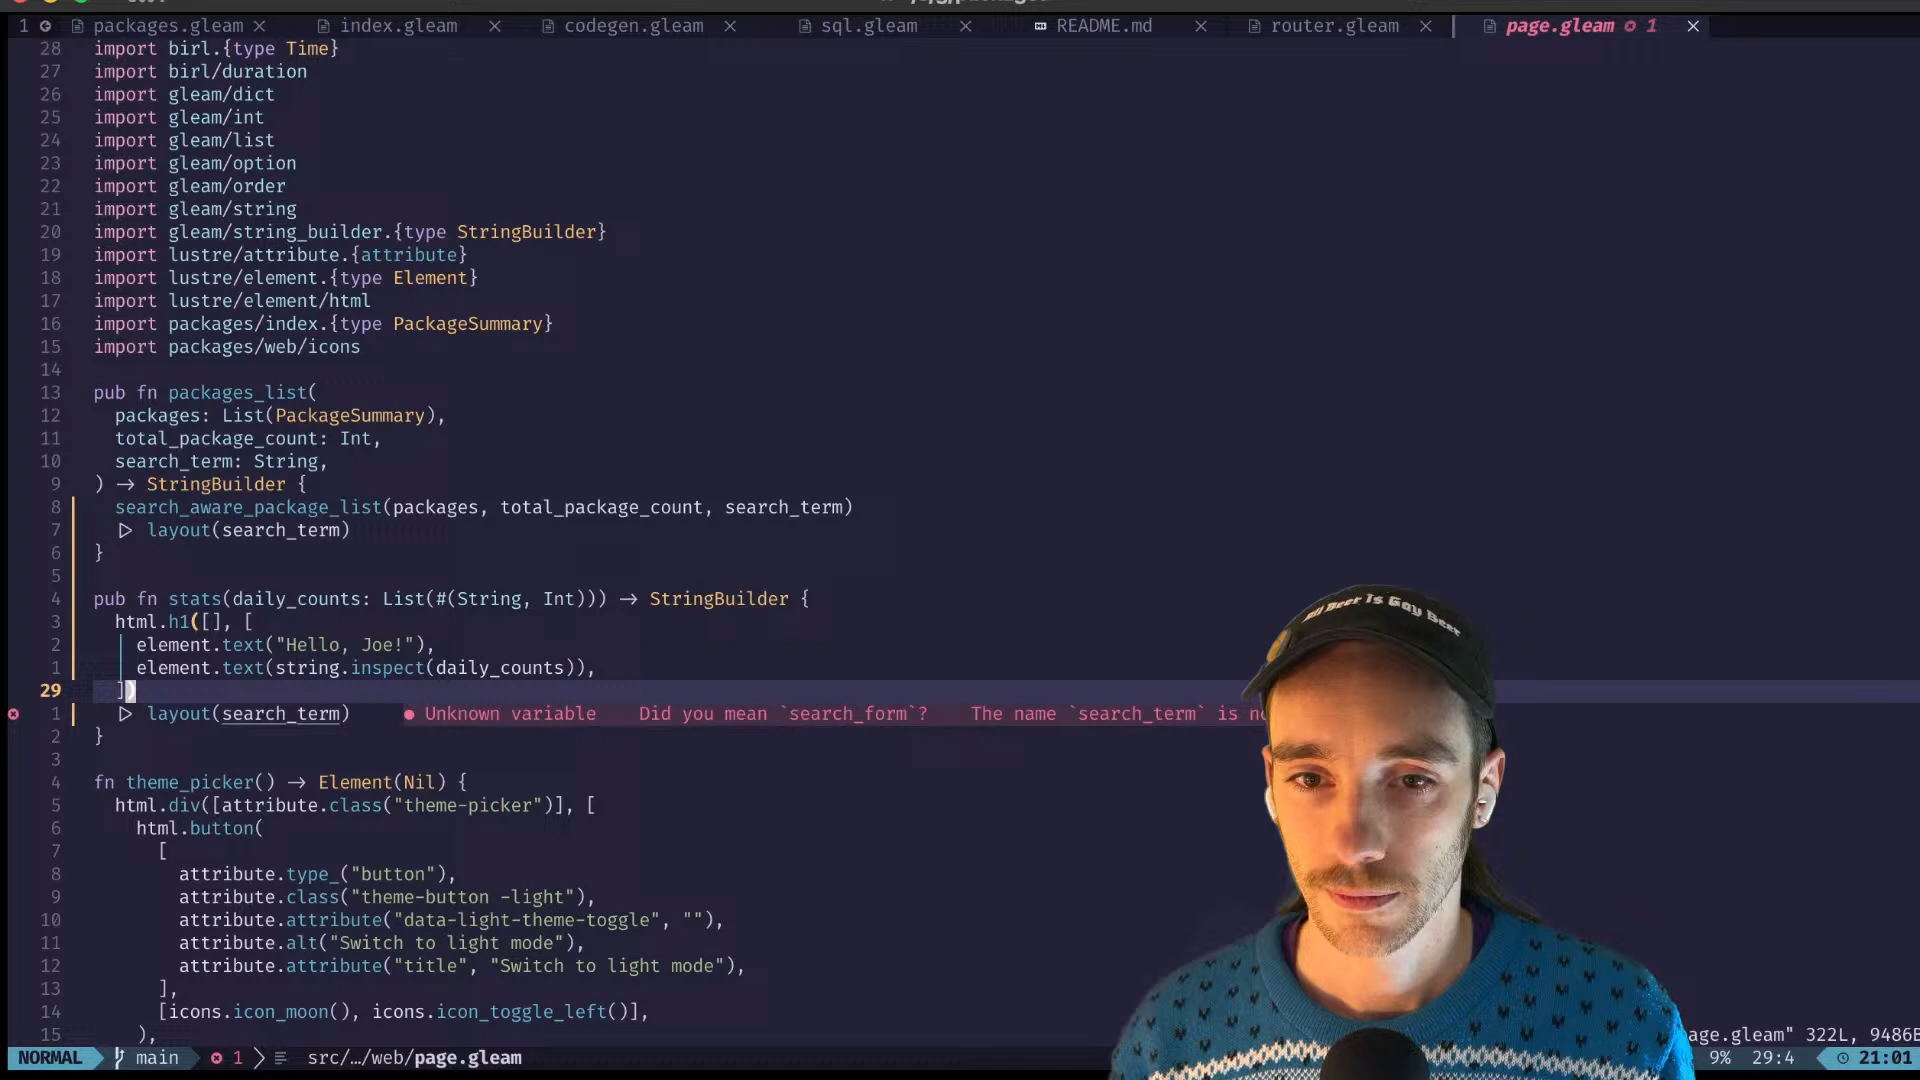 1 packages.gleam index.gleam codegen.gleam sql.gleam README.md router.gleam page.gleam 1
28 import birl.{type Time}
27 import birl/duration
26 import gleam/dict
25 import gleam/int
24 import gleam/list
23 import gleam/option
22 import gleam/order
21 import gleam/string
20 import gleam/string_builder.{type StringBuilder}
19 import lustre/attribute.{attribute}
18 import lustre/element.{type Element}
17 import lustre/element/html
16 import packages/index.{type PackageSummary}
15 import packages/web/icons
14
13 pub fn packages_list(
12 packages: List(PackageSummary),
11 total_package_count: Int,
10 search_term: String,
9 ) -> StringBuilder {
8 search_aware_package_list(packages, total_package_count, search_term)
7 |> layout(search_term)
6 }
5
4 pub fn stats(daily_counts: List(#(String, Int))) -> StringBuilder {
3 html.h1([], [
2 element.text("Hello, Joe!"),
1 element.text(string.inspect(daily_counts)),
29 ])
1 |> layout(search_term) ● Unknown variable Did you mean `search_form`? The name `search_term` is
2 }
3
4 fn theme_picker() -> Element(Nil) {
5 html.div([attribute.class("theme-picker")], [
6 html.button(
7 [
8 attribute.type_("button"),
9 attribute.class("theme-button -light"),
10 attribute.attribute("data-light-theme-toggle", ""),
11 attribute.alt("Switch to light mode"),
12 attribute.attribute("title", "Switch to light mode"),
13 ],
14 [icons.icon_moon(), icons.icon_toggle_left()],
15 ),
Beer Is Gay Beer
age.gleam" 322L, 9486B
NORMAL main 1 src/…/web/page.gleam 9% 29:4 21:01